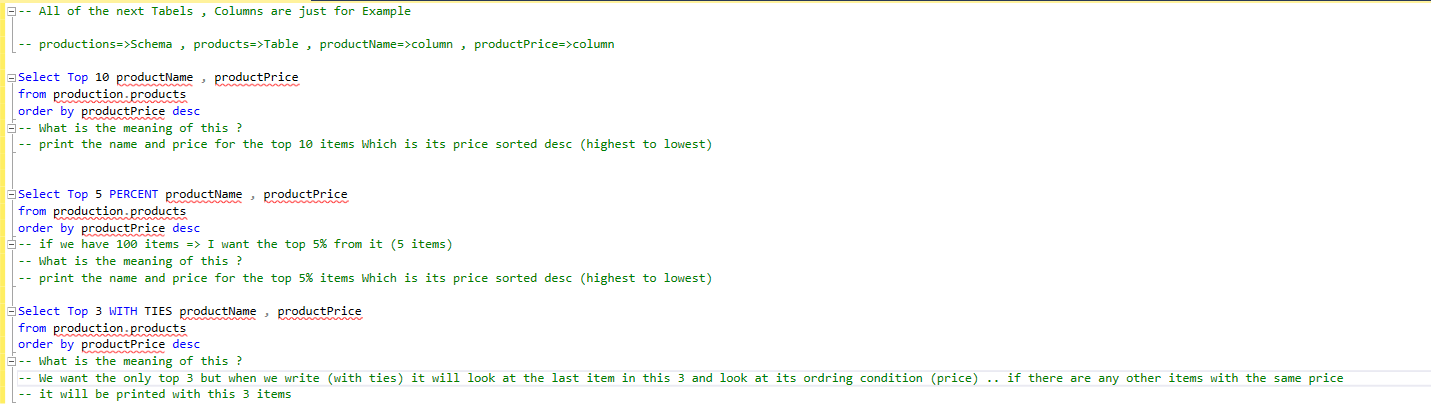 -- All of the next Tabels , Columns are just for Example
-- productions=>Schema , products=>Table , productName=>column , productPrice=>column
Select Top 10 productName , productPrice
from production.products
order by productPrice desc
-- What is the meaning of this ?
-- print the name and price for the top 10 items Which is its price sorted desc (highest to lowest)
Select Top 5 PERCENT productName , productPrice
from production.products
order by productPrice desc
-- if we have 100 items => I want the top 5% from it (5 items)
-- What is the meaning of this ?
-- print the name and price for the top 5% items Which is its price sorted desc (highest to lowest)
Select Top 3 WITH TIES productName , productPrice
from production.products
order by productPrice desc
-- What is the meaning of this ?
-- We want the only top 3 but when we write (with ties) it will look at the last item in this 3 and look at its ordring condition (price) .. if there are any other items with the same price
-- it will be printed with this 3 items